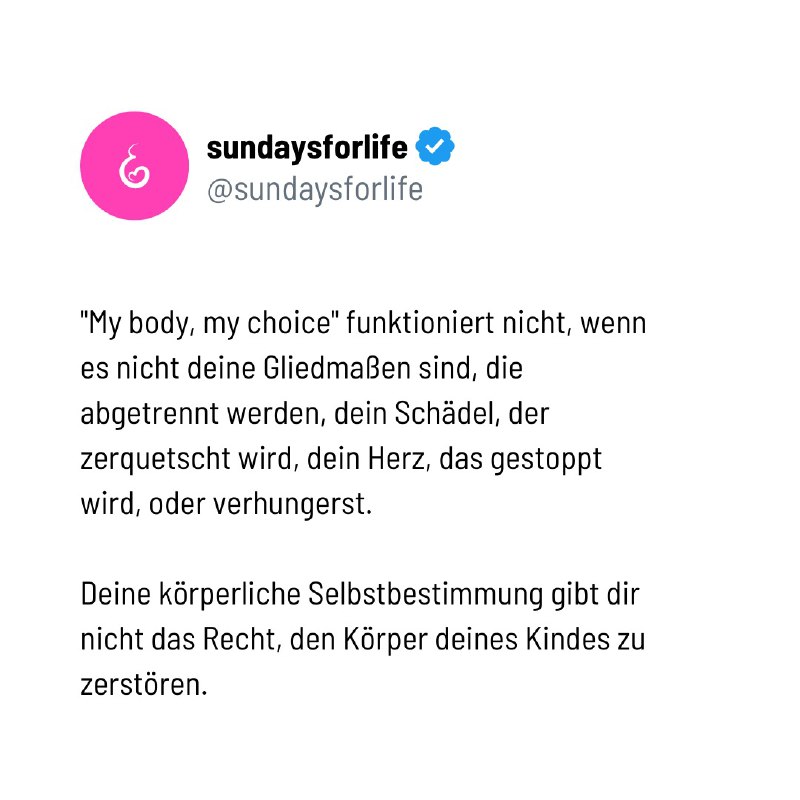 sundaysforlife
@sundaysforlife
"My body, my choice" funktioniert nicht, wenn
es nicht deine Gliedmaßen sind, die
abgetrennt werden, dein Schädel, der
zerquetscht wird, dein Herz, das gestoppt
wird, oder verhungerst.
Deine körperliche Selbstbestimmung gibt dir
nicht das Recht, den Körper deines Kindes zu
zerstören.